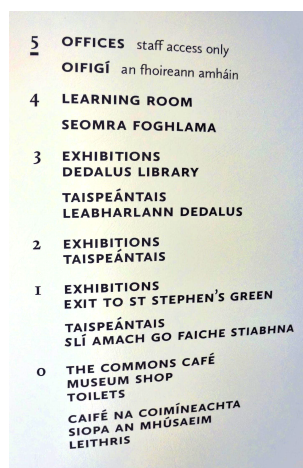 5 OFFICES staff access only
OIFIGÍ an fhoireann amháin
4 LEARNING ROOM
SEOMRA FOGHLAMA
3 EXHIBITIONS
DEDALUS LIBRARY
TAISPEÁNTAIS
LEABHARLANN DEDALUS
2 EXHIBITIONS
TAISPEÁNTAIS
1 EXHIBITIONS
EXIT TO ST STEPHEN'S GREEN
TAISPEÁNTAIS
SLÍ AMACH GO FAICHE STIABHNA
0 THE COMMONS CAFÉ
MUSEUM SHOP
TOILETS
CAIFÉ NA COIMÍNEACHTA
SIOPA AN MHÚSAEIM
LEITHRIS